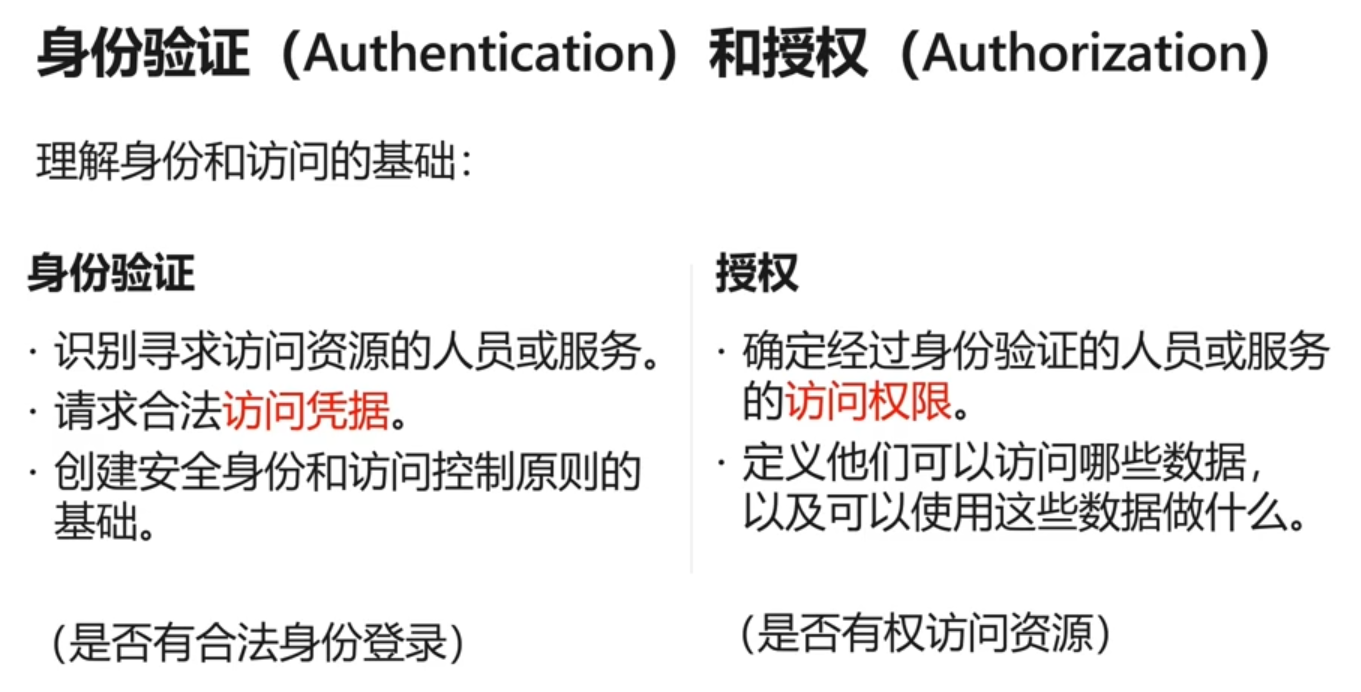 身份验证（Authentication）和授权（Authorization）
理解身份和访问的基础：
身份验证
· 识别寻求访问资源的人员或服务。
· 请求合法访问凭据。
· 创建安全身份和访问控制原则的
基础。
（是否有合法身份登录）
授权
· 确定经过身份验证的人员或服务
的访问权限。
· 定义他们可以访问哪些数据，
以及可以使用这些数据做什么。
（是否有权访问资源）